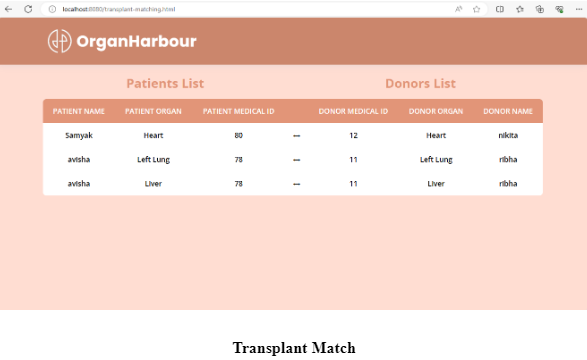 localhost:8080/transplant-matching.html
OrganHarbour
Patients List Donors List
PATIENT NAME PATIENT ORGAN PATIENT MEDICAL ID DONOR MEDICAL ID DONOR ORGAN DONOR NAME
Samyak Heart 80 --- 12 Heart nikita
avisha Left Lung 78 --- 11 Left Lung ribha
avisha Liver 78 --- 11 Liver ribha
Transplant Match